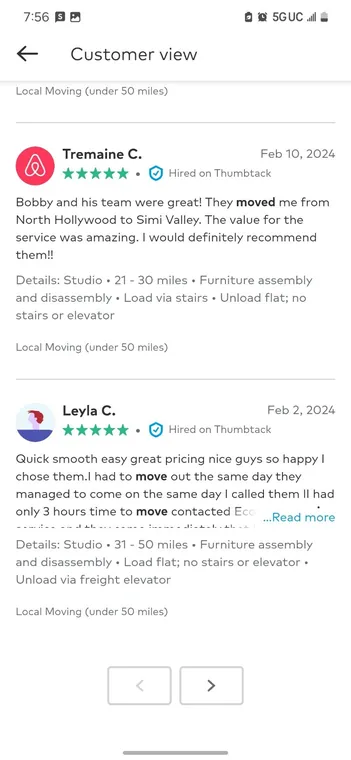 7:56
5GUC
Customer view
Local Moving (under 50 miles)
Tremaine C.
Feb 10, 2024
★★★★★ • Hired on Thumbtack
Bobby and his team were great! They moved me from
North Hollywood to Simi Valley. The value for the
service was amazing. I would definitely recommend
them!!
Details: Studio • 21 - 30 miles • Furniture assembly
and disassembly • Load via stairs • Unload flat; no
stairs or elevator
Local Moving (under 50 miles)
Leyla C.
Feb 2, 2024
★★★★★ • Hired on Thumbtack
Quick smooth easy great pricing nice guys so happy I
chose them.I had to move out the same day they
managed to come on the same day I called them II had
only 3 hours time to move contacted Eco
...Read more
Details: Studio • 31 - 50 miles • Furniture assembly
and disassembly • Load flat; no stairs or elevator •
Unload via freight elevator
Local Moving (under 50 miles)